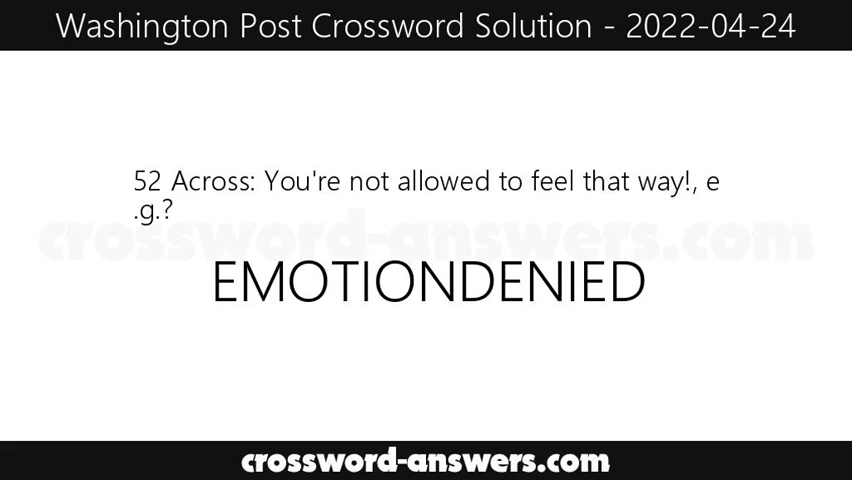 Washington Post Crossword Solution - 2022-04-24
52 Across: You're not allowed to feel that way!, e
.g.?
crossword-answers.com
EMOTIONDENIED
crossword-answers.com